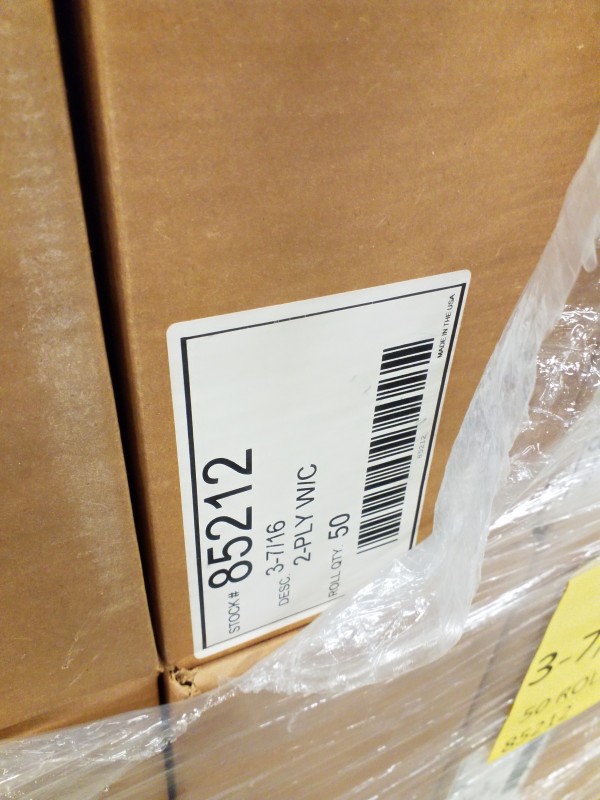 STOCK # 85212
DESC 3-7/16
2-PLY W/C
ROLL QTY 50
85212
MADE IN THE USA
3-7/
50 ROL
85212